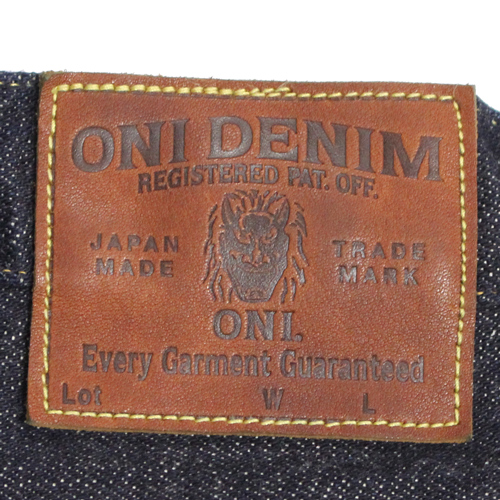 ONI DENIM
REGISTERED PAT. OFF.
JAPAN MADE
TRADE MARK
ONI.
Every Garment Guaranteed
Lot W L